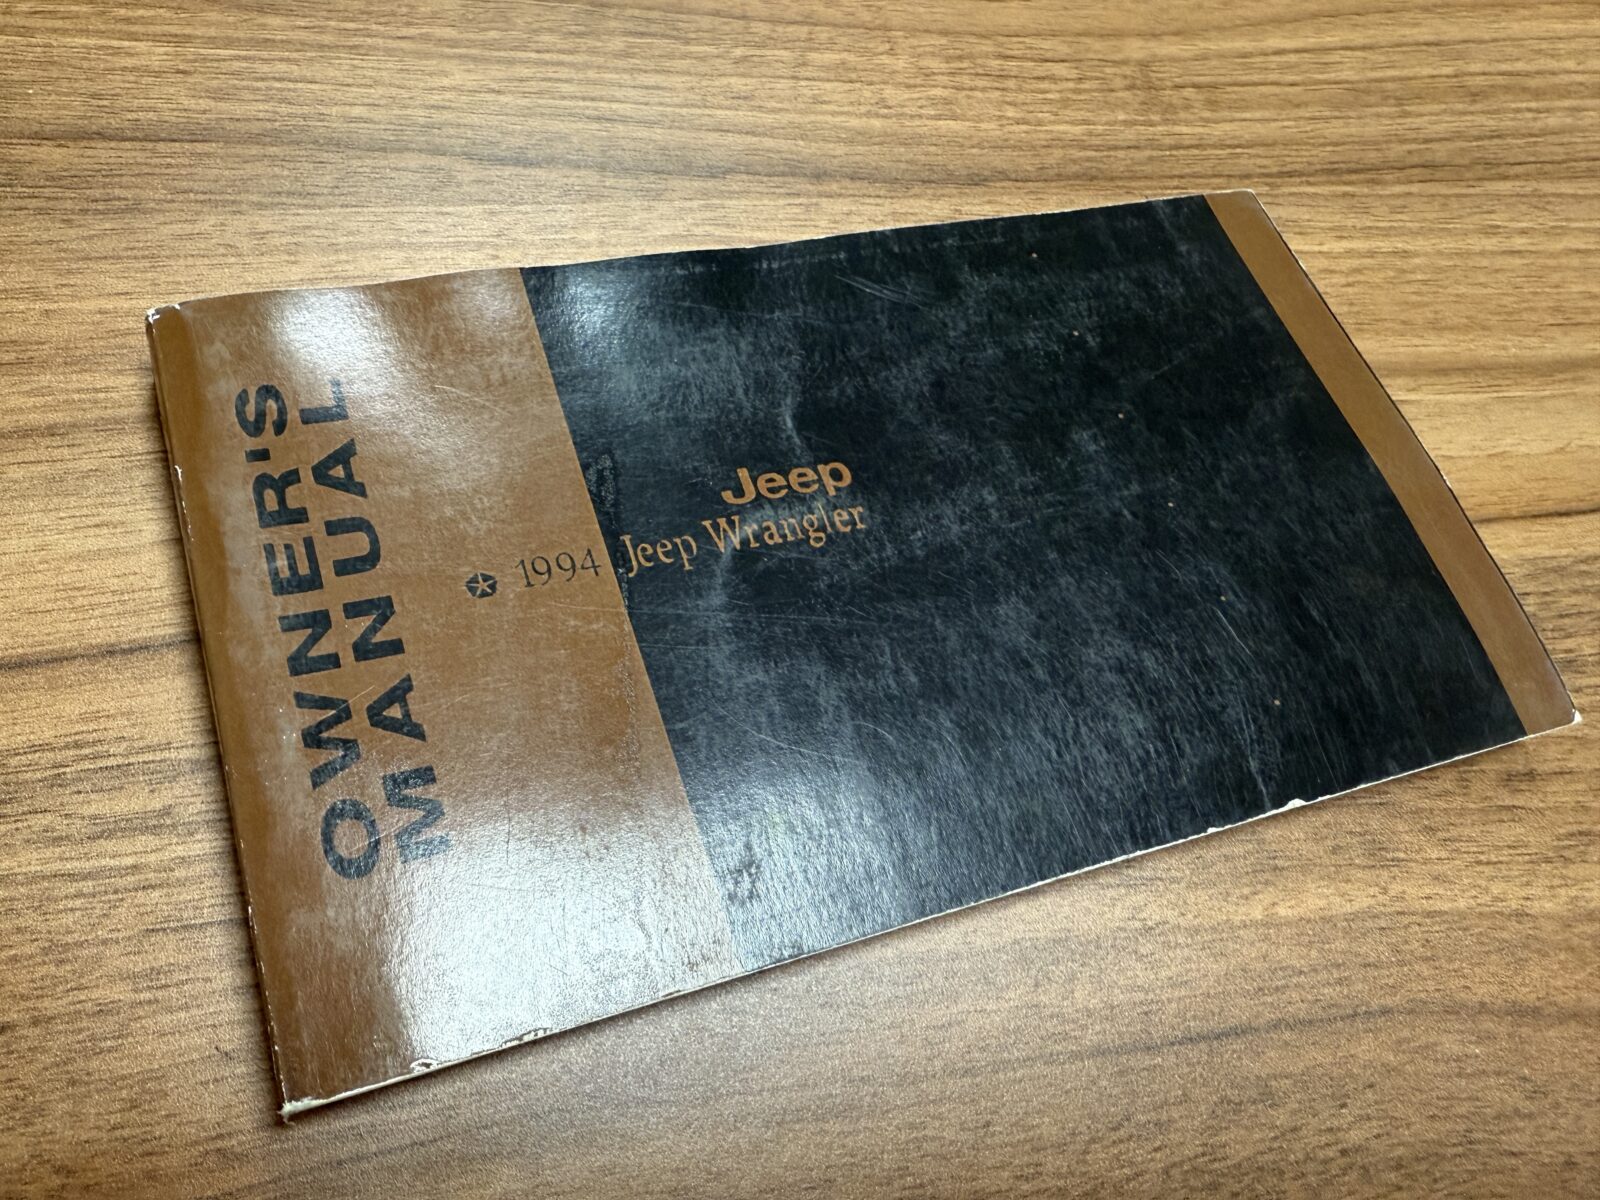 OWNER'S
MANUAL
Jeep
1994 Jeep Wrangler